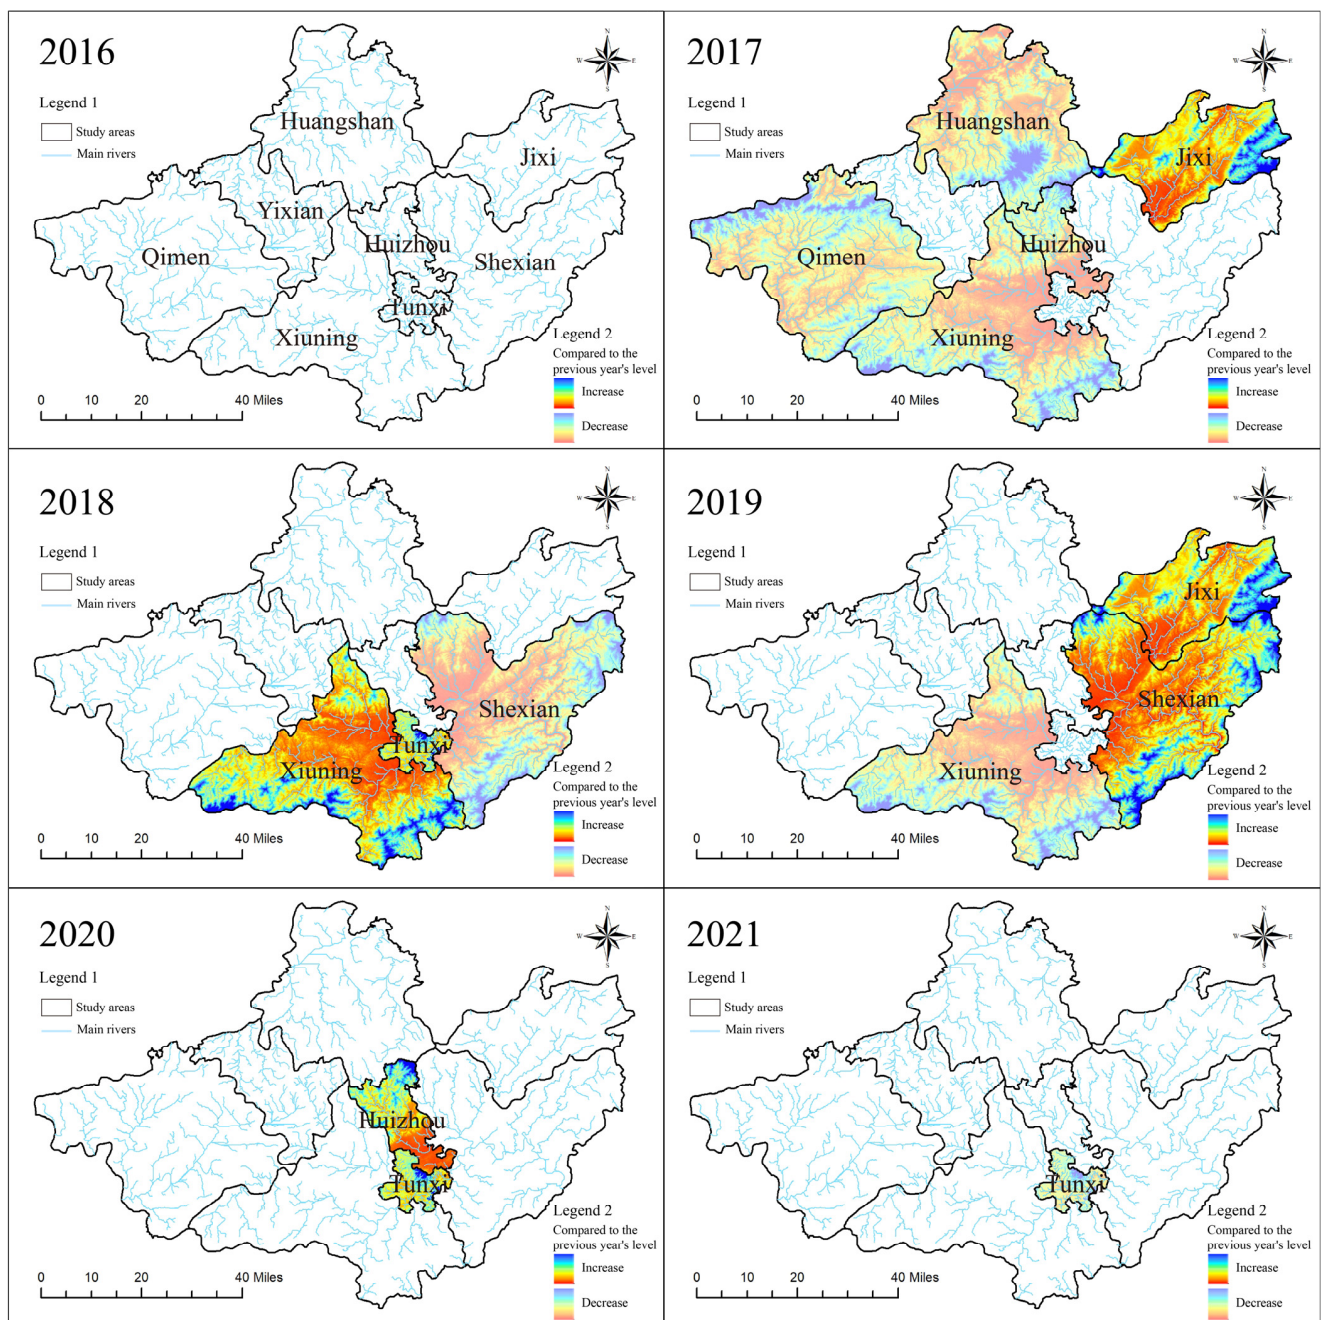 2016
N
W
E
S
Legend 1
Study areas
Main rivers
Huangshan
Jixi
Yixian
Qimen
Huizhou
Shexian
Tunxi
Xiuning
Legend 2
Compared to the
previous year's level
Increase
Decrease
0 10 20 40 Miles
2017
N
W
E
S
Legend 1
Study areas
Main rivers
Huangshan
Jixi
Huizhou
Qimen
Xiuning
Legend 2
Compared to the
previous year's level
Increase
Decrease
0 10 20 40 Miles
2018
N
W
E
S
Legend 1
Study areas
Main rivers
Shexian
Tunxi
Xiuning
Legend 2
Compared to the
previous year's level
Increase
Decrease
0 10 20 40 Miles
2019
N
W
E
S
Legend 1
Study areas
Main rivers
Jixi
Shexian
Xiuning
Legend 2
Compared to the
previous year's level
Increase
Decrease
0 10 20 40 Miles
2020
N
W
E
S
Legend 1
Study areas
Main rivers
Huizhou
Tunxi
Legend 2
Compared to the
previous year's level
Increase
Decrease
0 10 20 40 Miles
2021
N
W
E
S
Legend 1
Study areas
Main rivers
Tunxi
Legend 2
Compared to the
previous year's level
Increase
Decrease
0 10 20 40 Miles